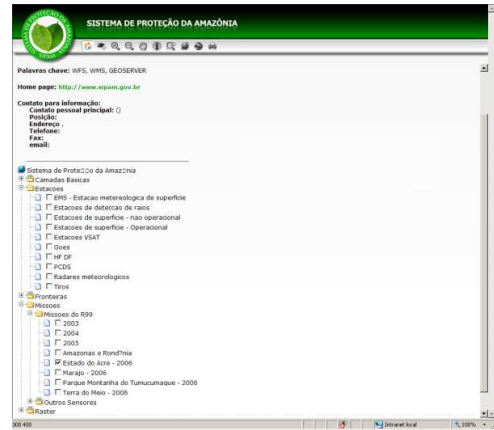 SISTEMA DE PROTEÇÃO DA AMAZÔNIA
Palavras chave: WFS, WMS, GEOSERVER
Home page: http://www.sipam.gov.br
Contato para informação:
Contato pessoal principal: ()
Posição:
Endereço ,
Telefone:
Fax:
email:
Sistema de Prote□□o da Amaz□nia
Camadas Basicas
Estacoes
EMS - Estacao metereologica de superficie
Estacoes de deteccao de raios
Estacoes de superficie - nao operacional
Estacoes de superficie - Operacional
Estacoes VSAT
Goes
HF DF
PCDS
Radares meteorologicos
Tiros
Fronteiras
Missoes
Missoes do R99
2003
2004
2005
Amazonas e Rond?nia
Estado do Acre - 2006
Marajo - 2006
Parque Montanha do Tumucumaque - 2006
Terra do Meio - 2006
Outros Sensores
Raster
300 400
Intranet local
100%